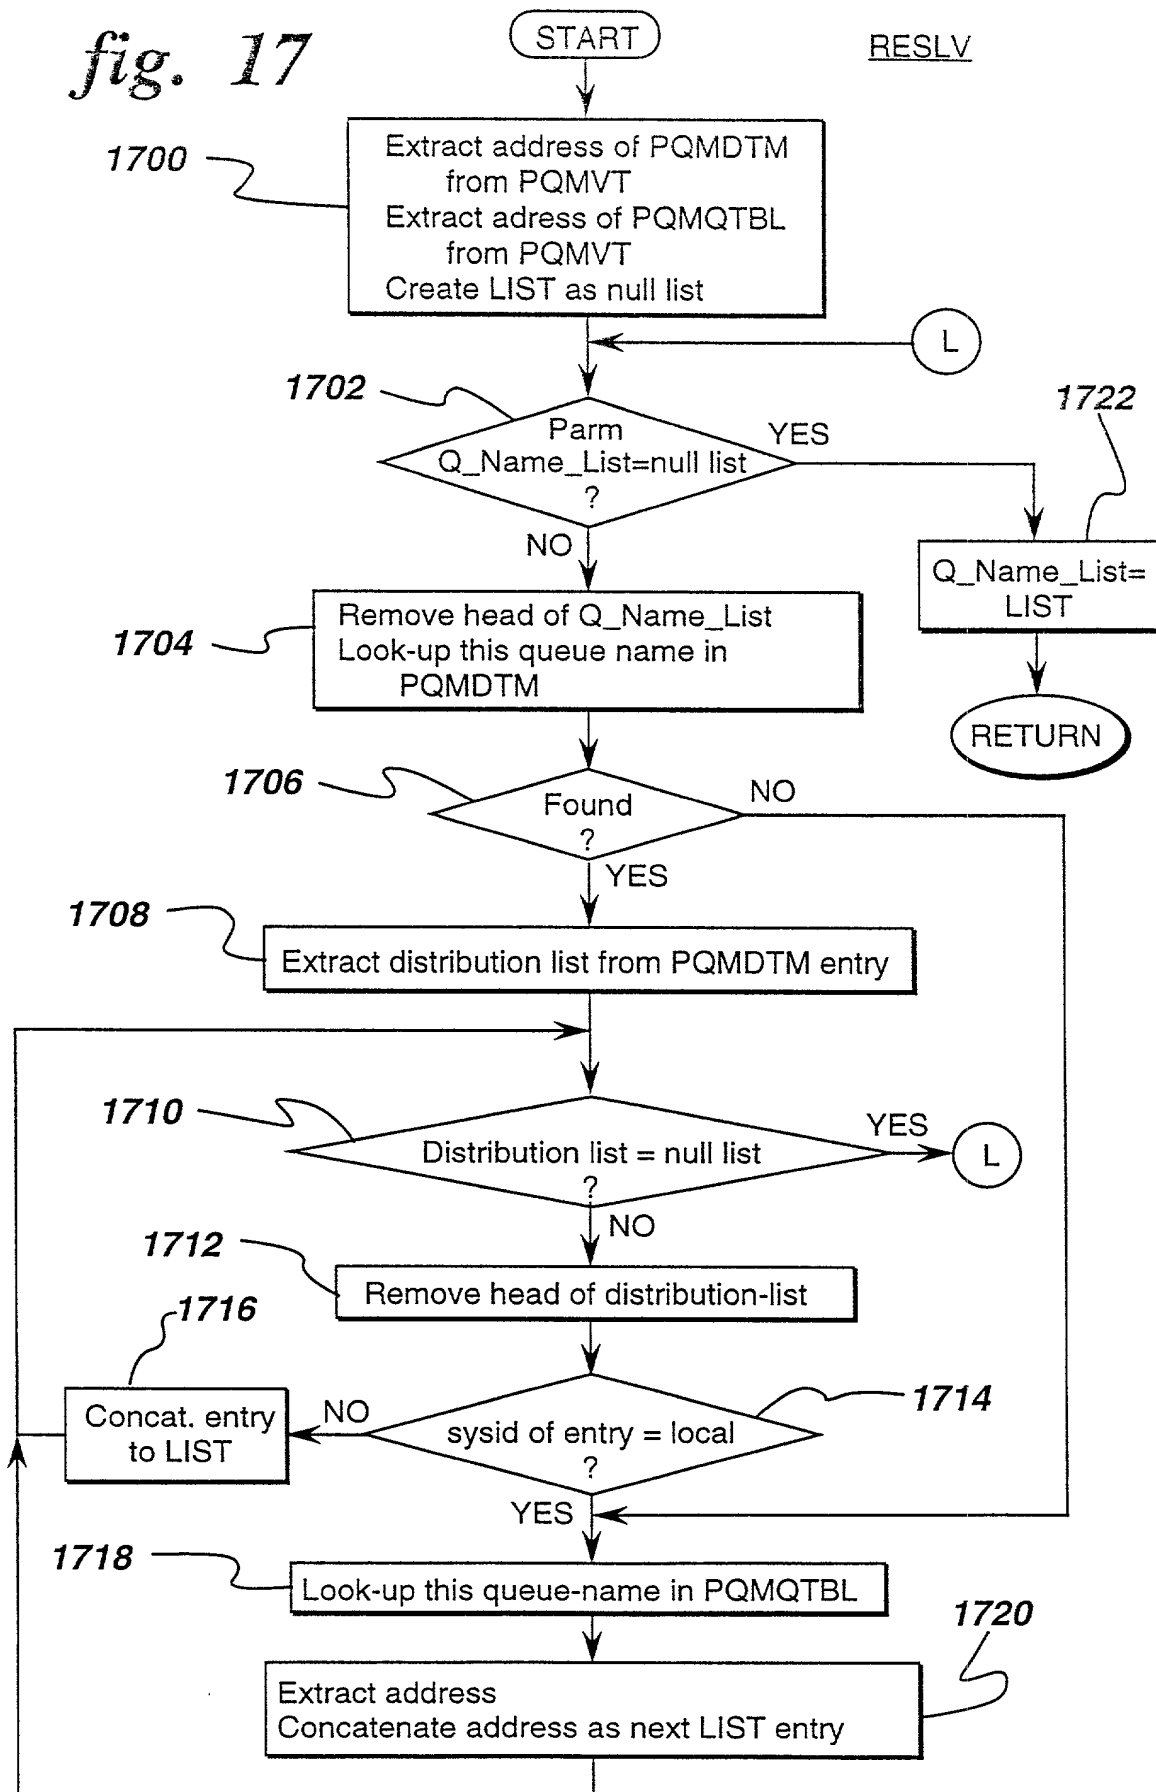 fig. 17
START
RESLV
1700
Extract address of PQMDTM
from PQMVT
Extract adress of PQMQTBL
from PQMVT
Create LIST as null list
L
1702
Parm
Q_Name_List=null list
?
YES
1722
NO
Q_Name_List=
LIST
1704
Remove head of Q_Name_List
Look-up this queue name in
PQMDTM
RETURN
1706
Found
?
NO
YES
1708
Extract distribution list from PQMDTM entry
1710
Distribution list = null list
?
YES
L
NO
1712
Remove head of distribution-list
1716
1714
Concat. entry
to LIST
NO
sysid of entry = local
?
YES
1718
Look-up this queue-name in PQMQTBL
1720
Extract address
Concatenate address as next LIST entry